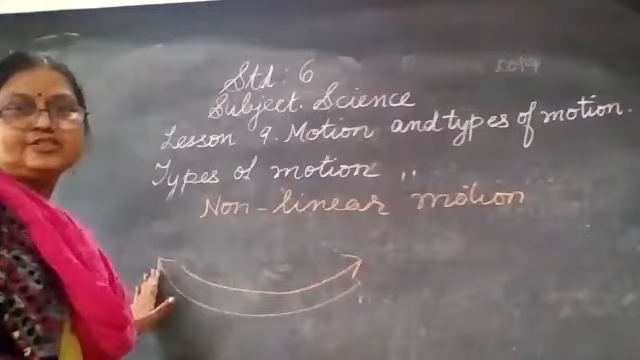 Std: 6
Subject. Science
Lesson 9. Motion and types of motion.
Types of motion
Non-linear motion